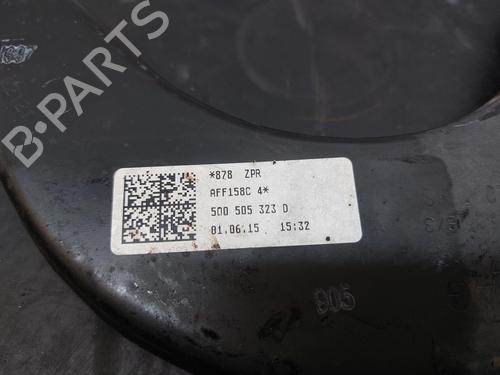 B-PARTS
*878 ZPR
AFF158C 4*
5Q0 505 323 D
01.06.15 15:32
905